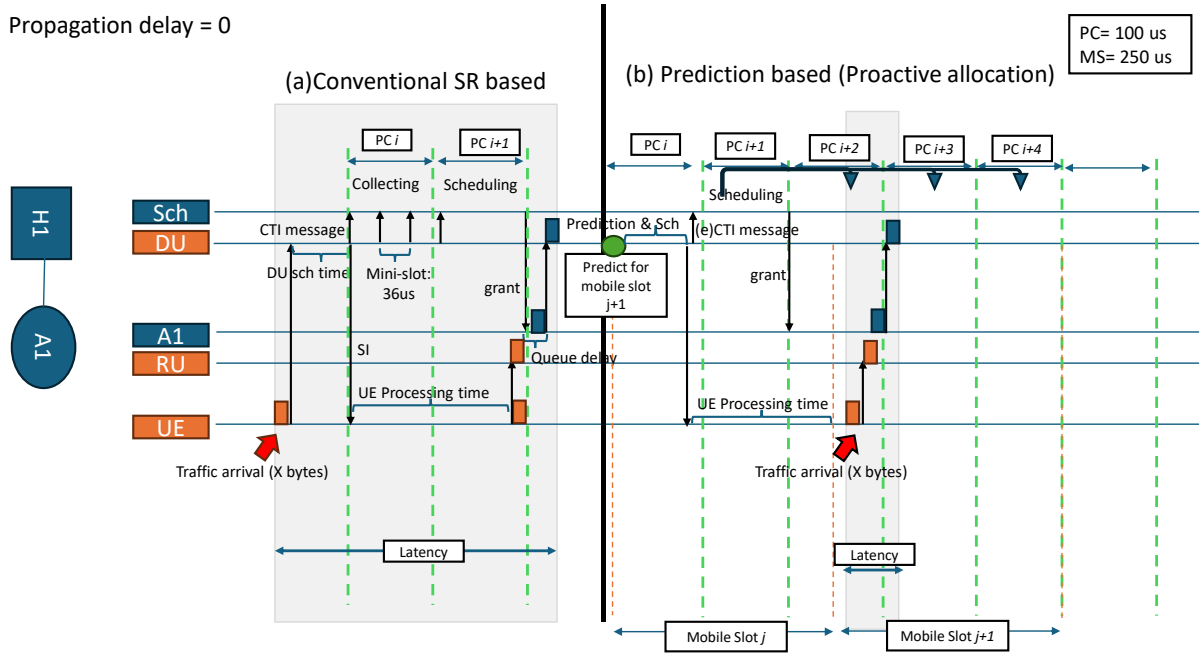 Propagation delay = 0
PC= 100 us
MS= 250 us
(a)Conventional SR based
(b) Prediction based (Proactive allocation)
PC i
PC i+1
PC i
PC i+1
PC i+2
PC i+3
PC i+4
Collecting
Scheduling
Scheduling
H1
Sch
DU
CTI message
Prediction & Sch
(e)CTI message
DU sch time
Mini-slot:
36us
grant
Predict for
mobile slot
j+1
grant
A1
A1
RU
SI
Queue delay
UE Processing time
UE Processing time
UE
Traffic arrival (X bytes)
Traffic arrival (X bytes)
Latency
Latency
Mobile Slot j
Mobile Slot j+1